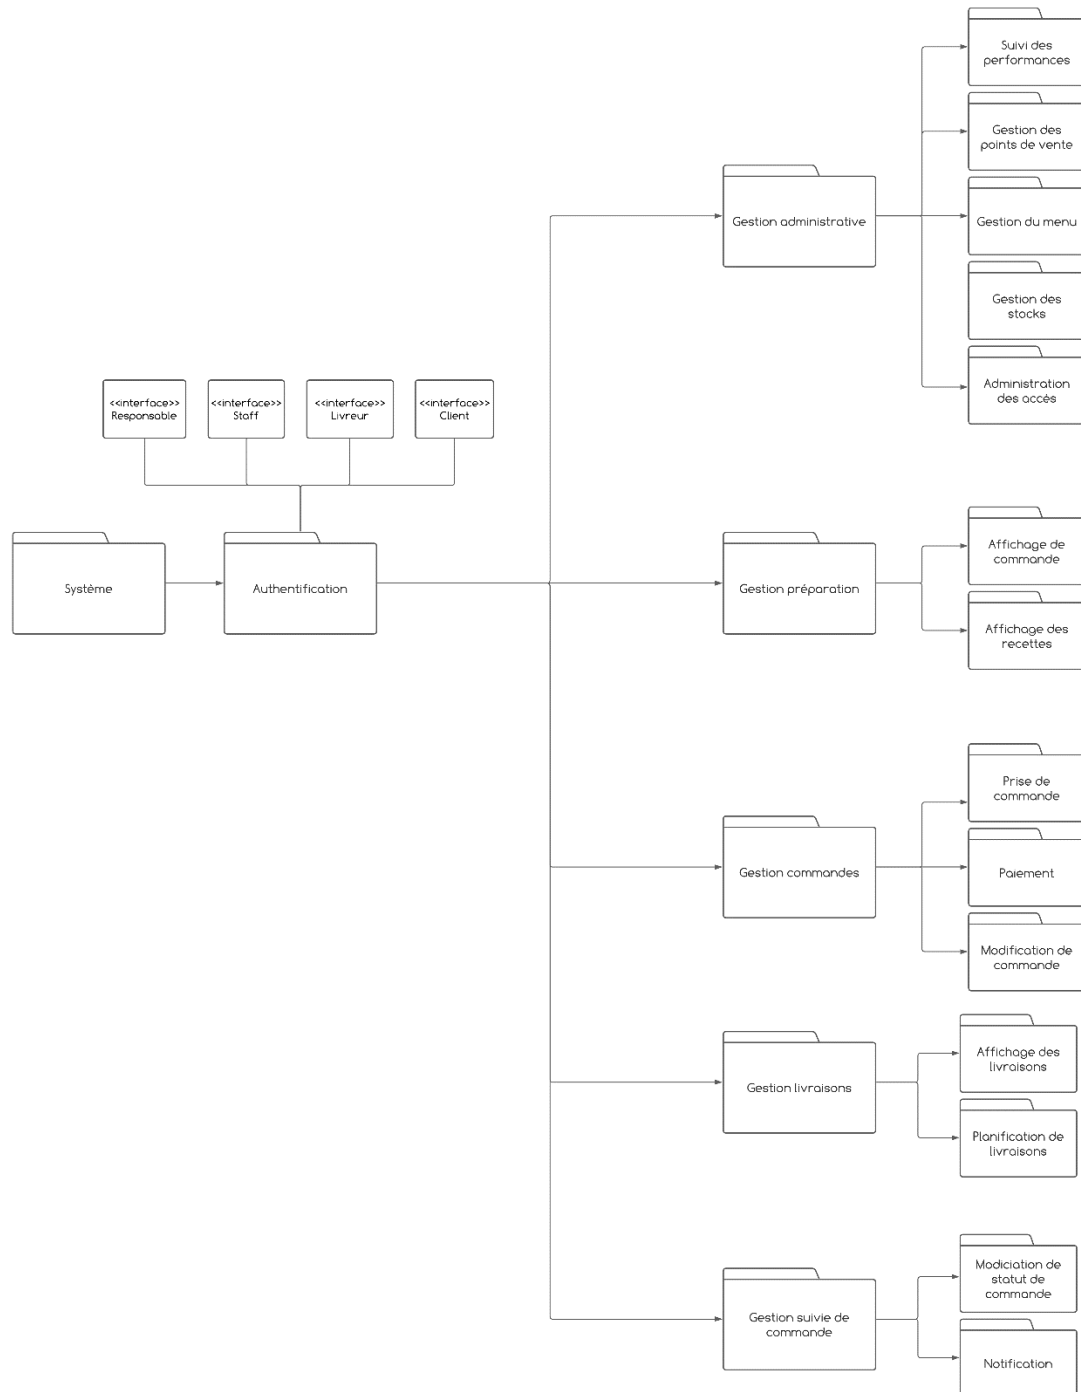 Suivi des
performances
Gestion des
points de vente
Gestion administrative
Gestion du menu
Gestion des
stocks
Administration
des accès
<<interface>>
Responsable
<<interface>>
Staff
<<interface>>
Livreur
<<interface>>
Client
Système
Authentification
Gestion préparation
Affichage de
commande
Affichage des
recettes
Gestion commandes
Prise de
commande
Paiement
Modification de
commande
Gestion livraisons
Affichage des
livraisons
Planification de
livraisons
Gestion suivie de
commande
Modiciation de
statut de
commande
Notification